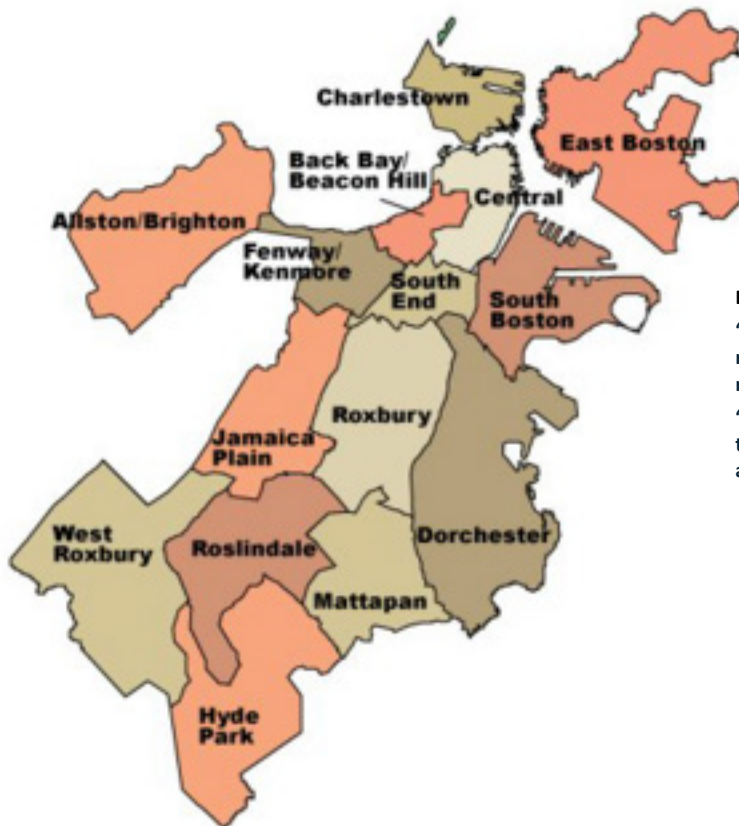 Charlestown
East Boston
Back Bay/
Beacon Hill
Central
Allston/Brighton
Fenway/
Kenmore
South
End
South
Boston
Roxbury
Jamaica
Plain
West
Roxbury
Roslindale
Dorchester
Mattapan
Hyde
Park